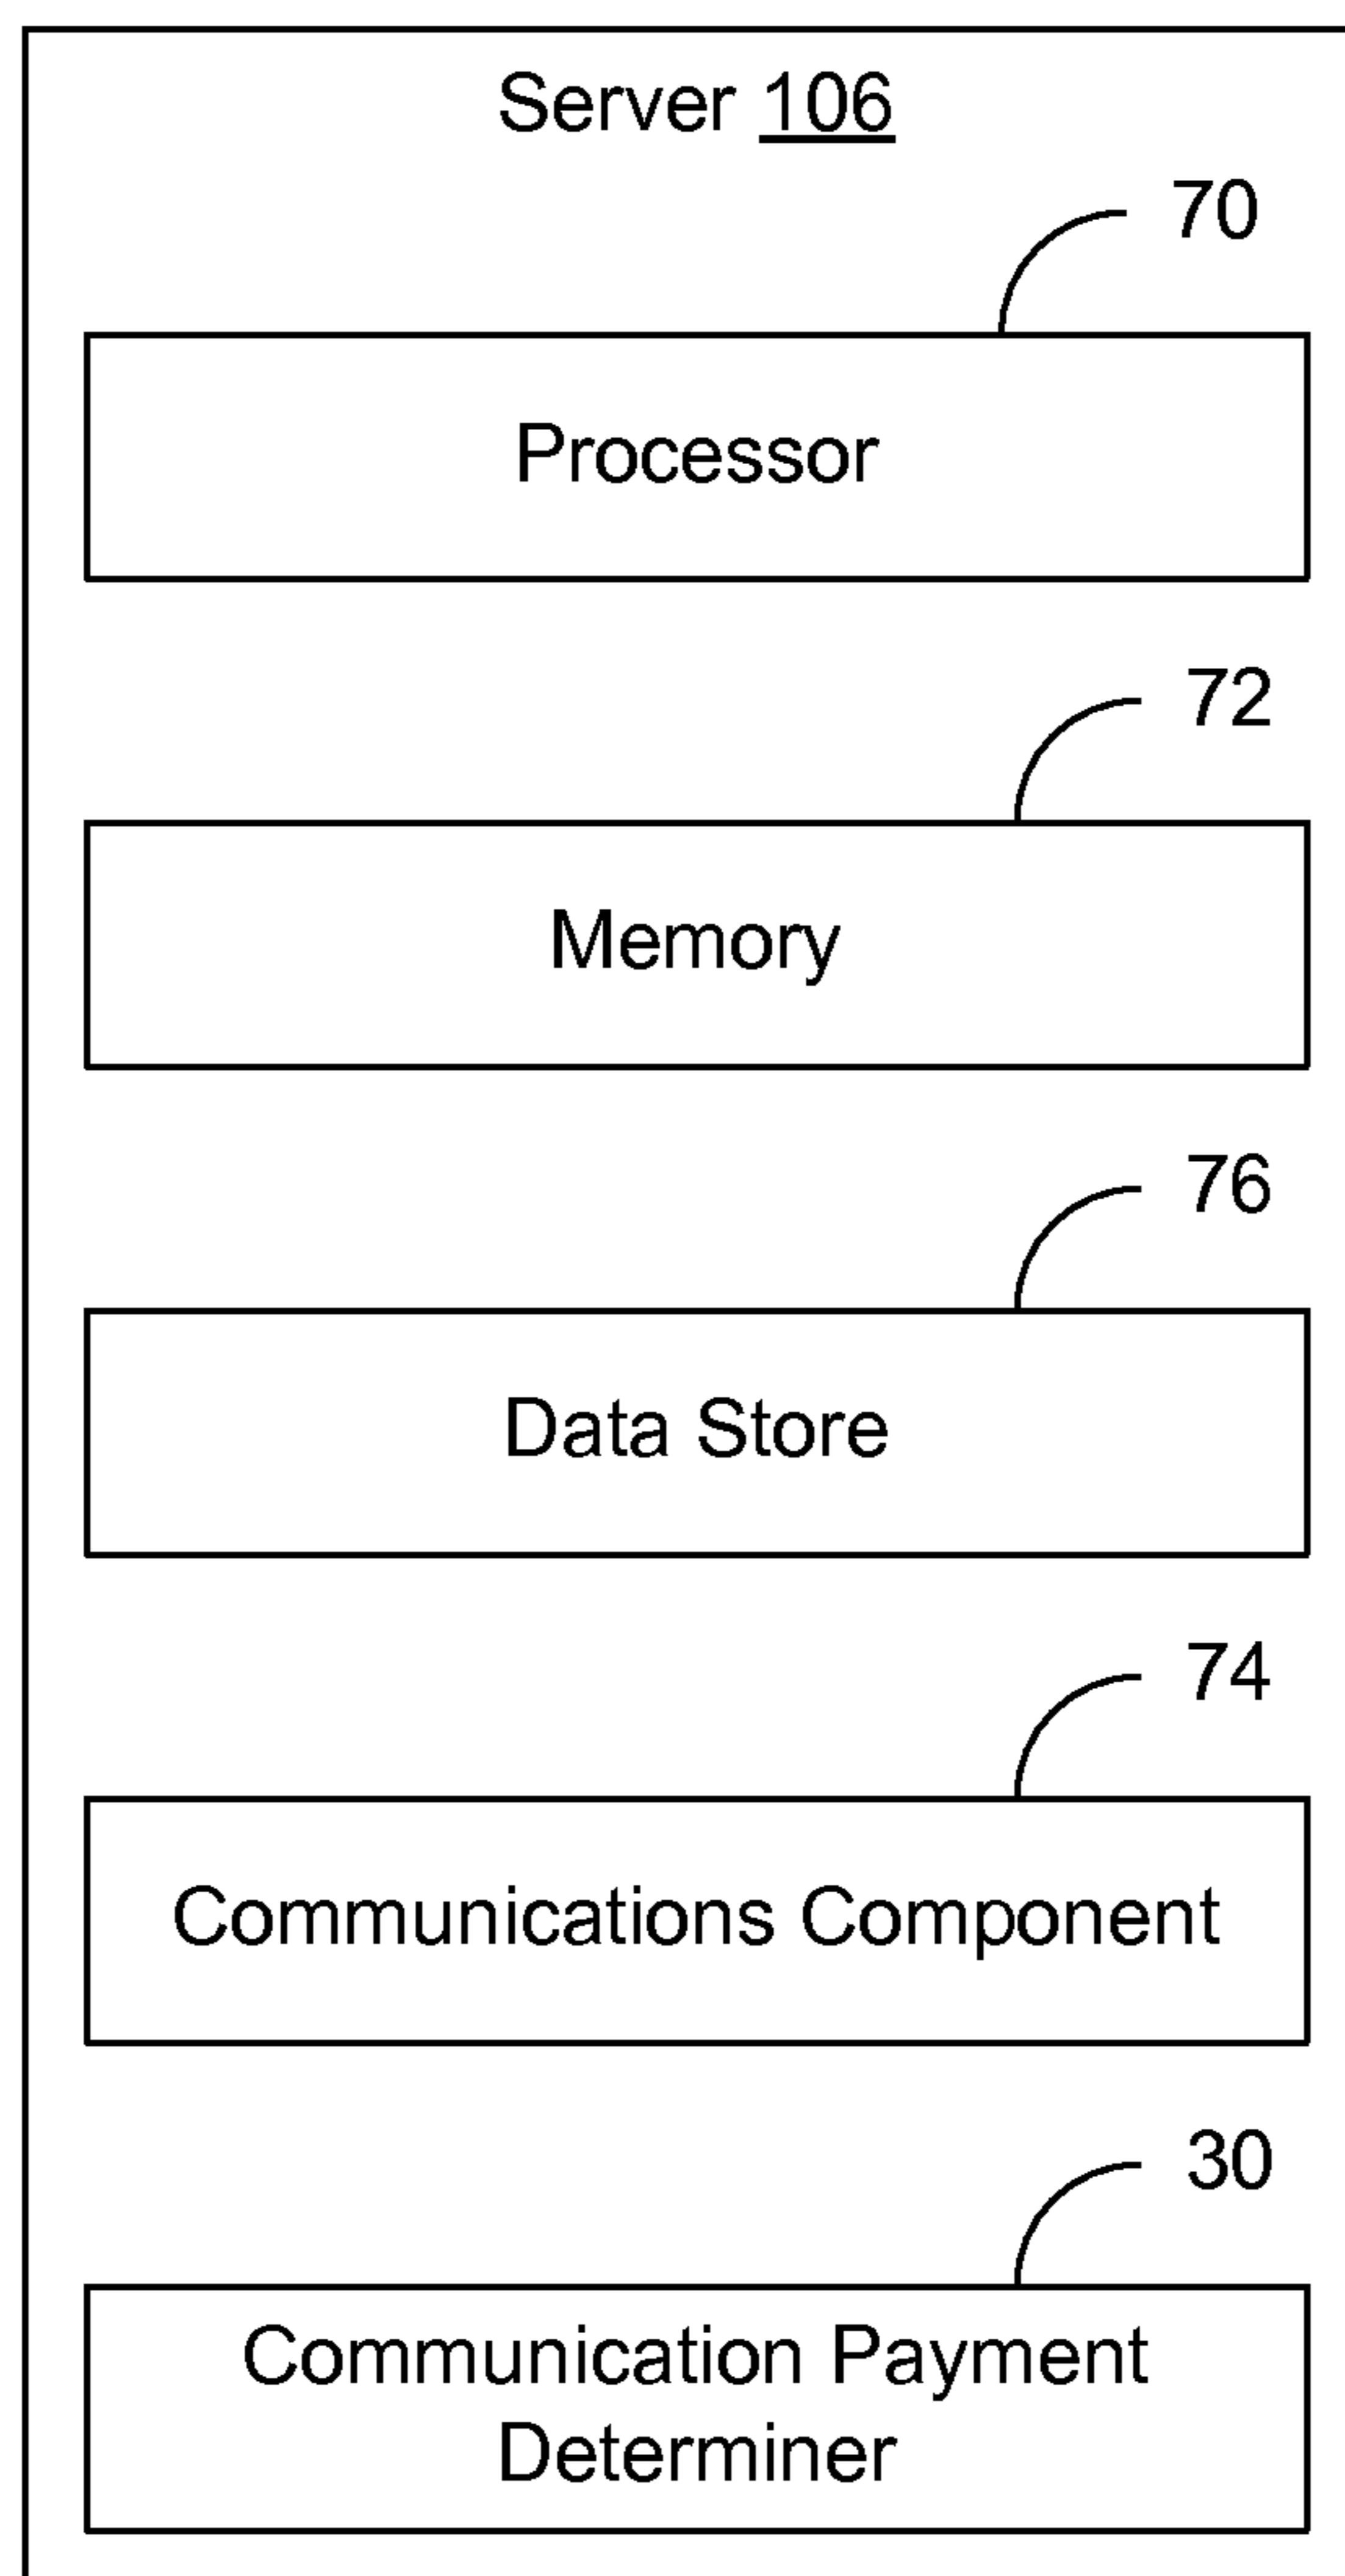 Server 106
70
Processor
72
Memory
76
Data Store
74
Communications Component
30
Communication Payment
Determiner